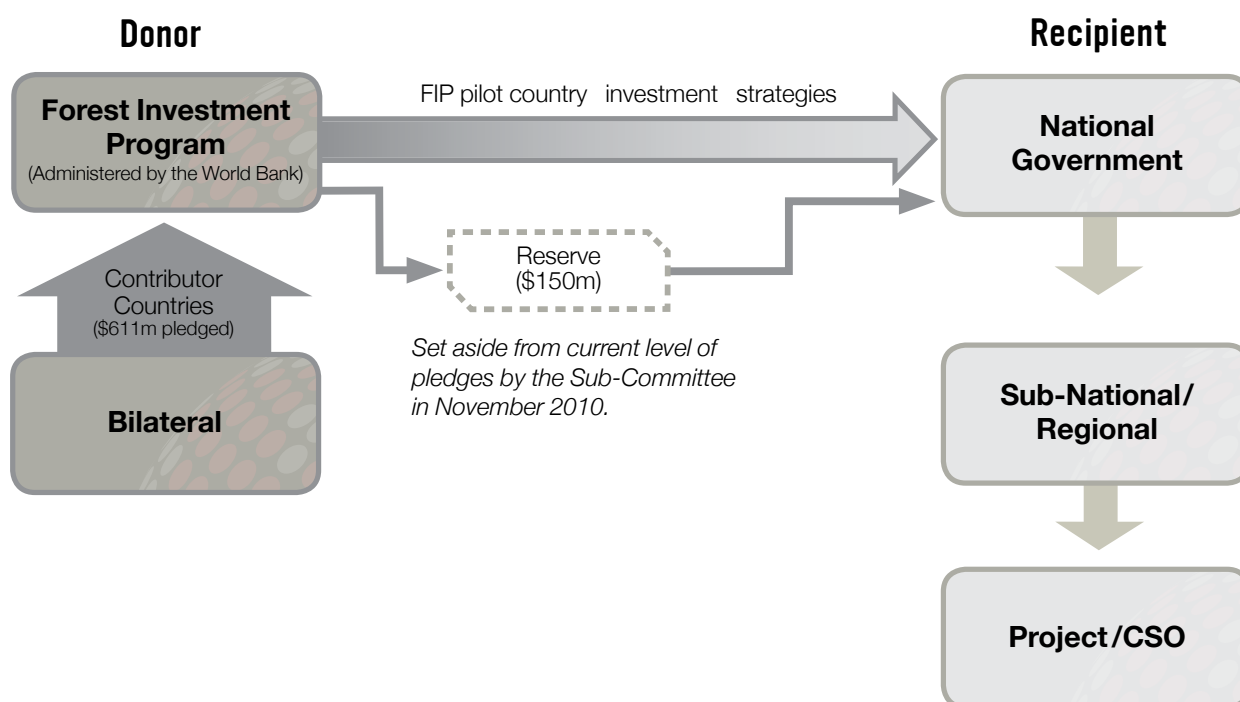 Donor
Recipient
Forest Investment
Program
(Administered by the World Bank)
FIP pilot country investment strategies
National
Government
Reserve
($150m)
Contributor
Countries
($611m pledged)
Set aside from current level of
pledges by the Sub-Committee
in November 2010.
Bilateral
Sub-National/
Regional
Project/CSO